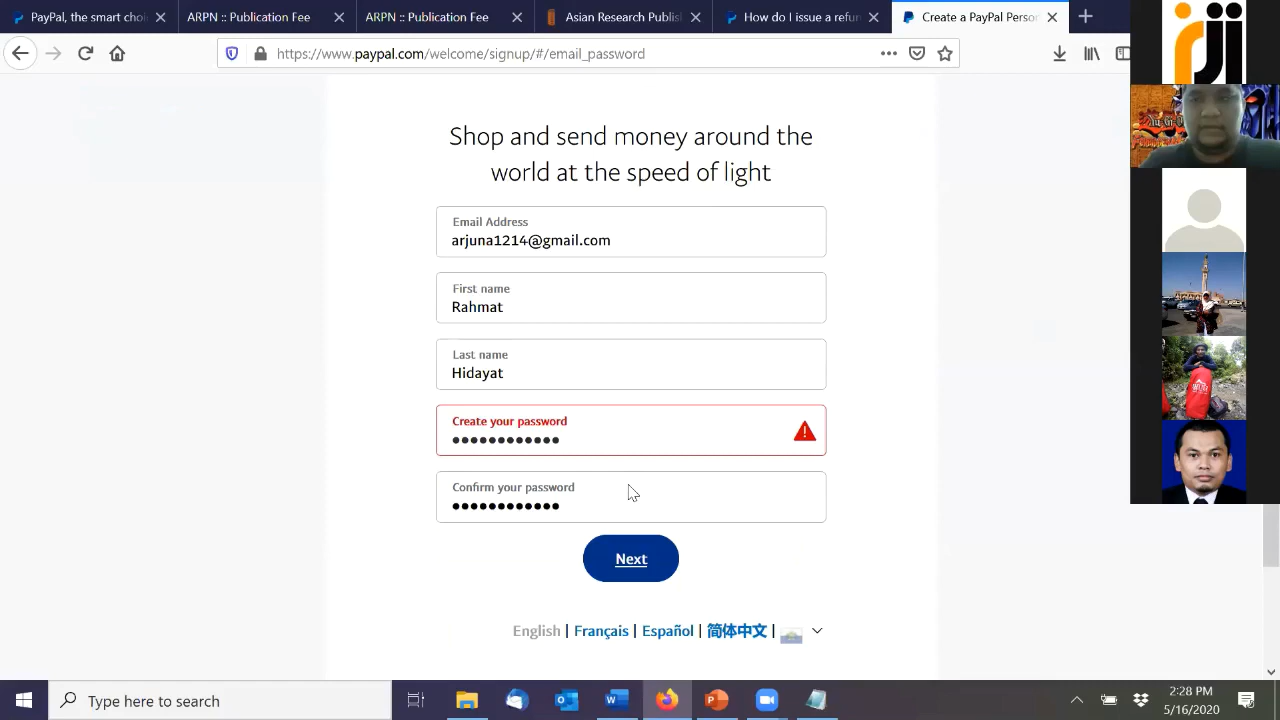 PayPal, the smart choi
ARPN :: Publication Fee
ARPN :: Publication Fee
Asian Research Publis
How do I issue a refun
Create a PayPal Perso
https://www.paypal.com/welcome/signup/#/email_password
Shop and send money around the
world at the speed of light
Email Address
arjuna1214@gmail.com
First name
Rahmat
Last name
Hidayat
Create your password
Confirm your password
Next
English | Français | Español | 简体中文 |
Type here to search
2:28 PM
5/16/2020